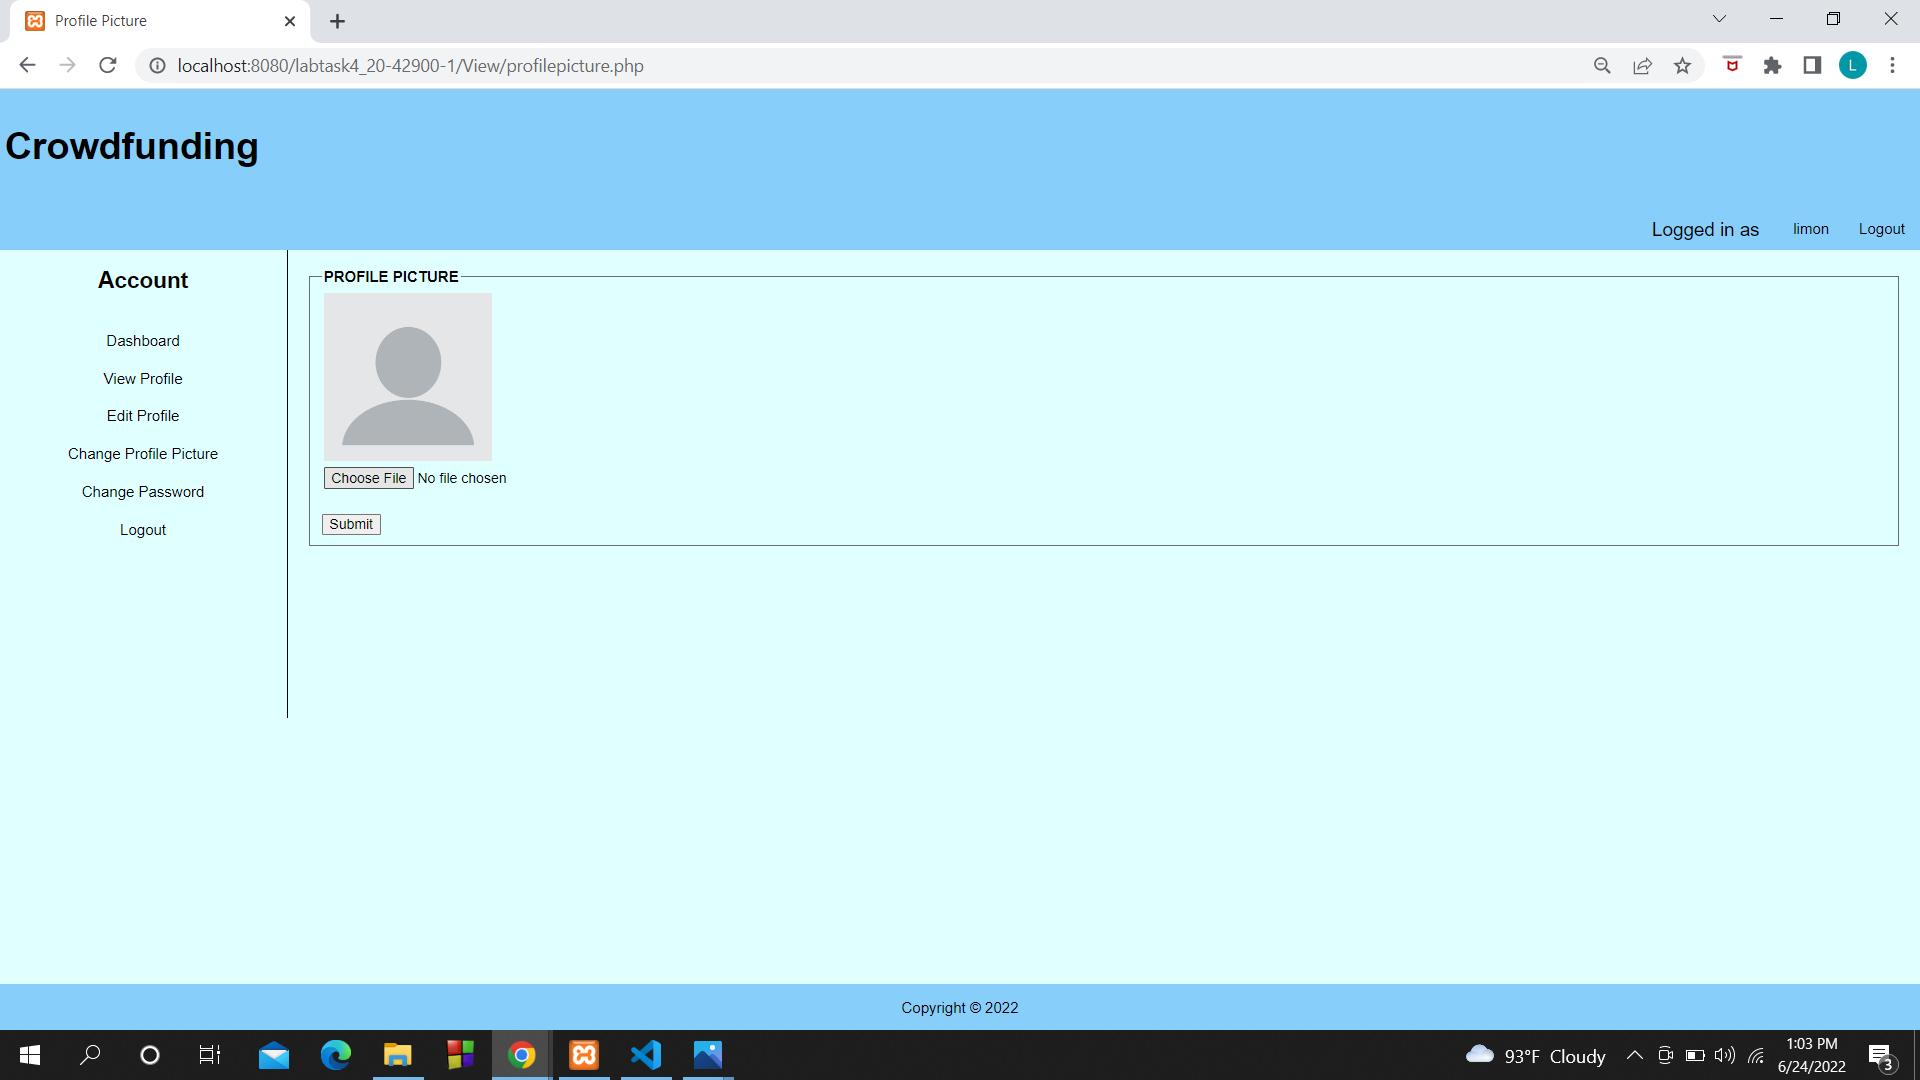 Profile Picture
localhost:8080/labtask4_20-42900-1/View/profilepicture.php
L
Crowdfunding
Logged in as limon Logout
Account
Dashboard
View Profile
Edit Profile
Change Profile Picture
Change Password
Logout
PROFILE PICTURE
Choose File No file chosen
Submit
Copyright © 2022
93°F Cloudy
1:03 PM
6/24/2022
3